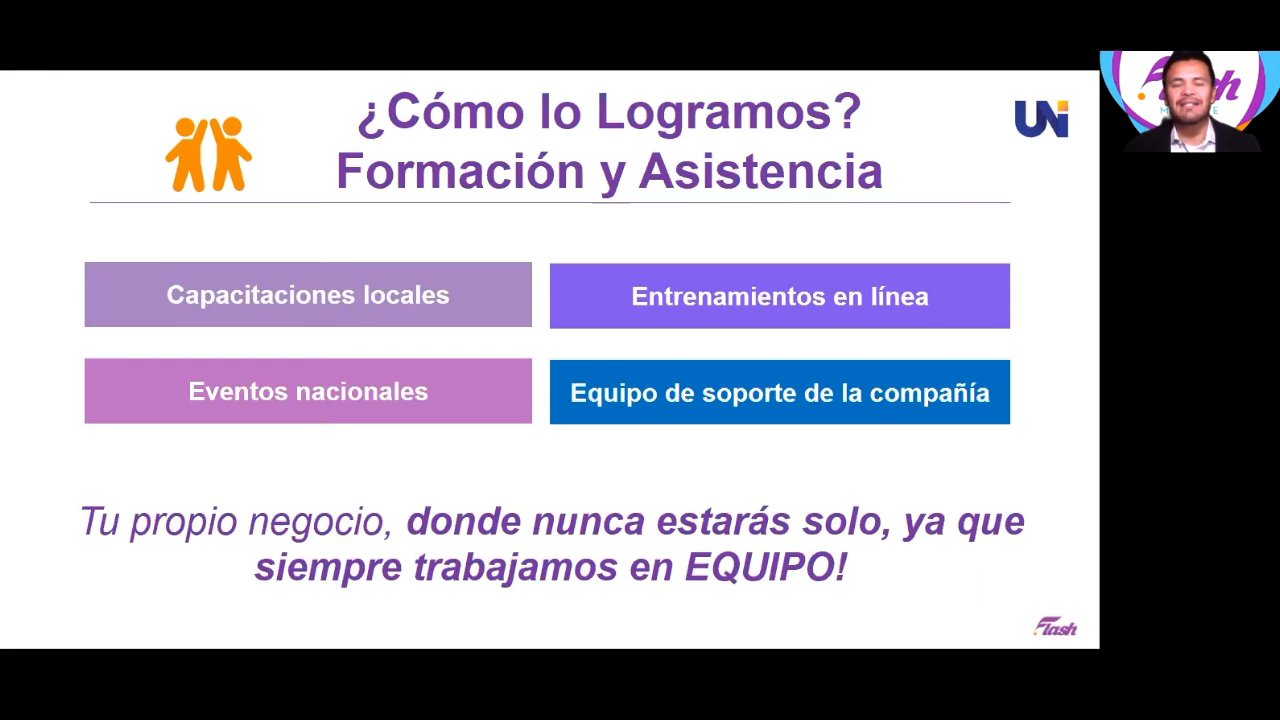 ¿Cómo lo Logramos?
Formación y Asistencia
UNi
Capacitaciones locales
Entrenamientos en línea
Eventos nacionales
Equipo de soporte de la compañía
Tu propio negocio, donde nunca estarás solo, ya que
siempre trabajamos en EQUIPO!
Flash